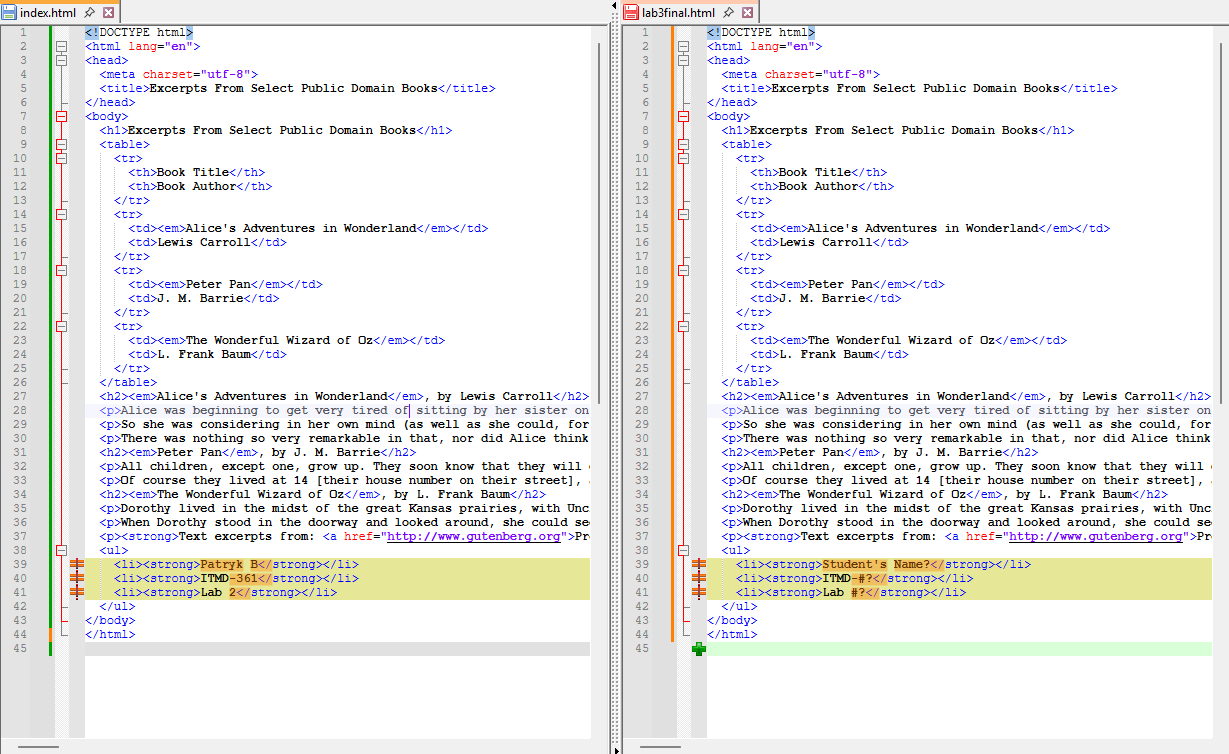 index.html
1 <!DOCTYPE html>
2 <html lang="en">
3 <head>
4 <meta charset="utf-8">
5 <title>Excerpts From Select Public Domain Books</title>
6 </head>
7 <body>
8 <h1>Excerpts From Select Public Domain Books</h1>
9 <table>
10 <tr>
11 <th>Book Title</th>
12 <th>Book Author</th>
13 </tr>
14 <tr>
15 <td><em>Alice's Adventures in Wonderland</em></td>
16 <td>Lewis Carroll</td>
17 </tr>
18 <tr>
19 <td><em>Peter Pan</em></td>
20 <td>J. M. Barrie</td>
21 </tr>
22 <tr>
23 <td><em>The Wonderful Wizard of Oz</em></td>
24 <td>L. Frank Baum</td>
25 </tr>
26 </table>
27 <h2><em>Alice's Adventures in Wonderland</em>, by Lewis Carroll</h2>
28 <p>Alice was beginning to get very tired of sitting by her sister on
29 <p>So she was considering in her own mind (as well as she could, for
30 <p>There was nothing so very remarkable in that, nor did Alice think
31 <h2><em>Peter Pan</em>, by J. M. Barrie</h2>
32 <p>All children, except one, grow up. They soon know that they will
33 <p>Of course they lived at 14 [their house number on their street],
34 <h2><em>The Wonderful Wizard of Oz</em>, by L. Frank Baum</h2>
35 <p>Dorothy lived in the midst of the great Kansas prairies, with Unc
36 <p>When Dorothy stood in the doorway and looked around, she could se
37 <p><strong>Text excerpts from: <a href="http://www.gutenberg.org">Pr
38 <ul>
39 <li><strong>Patryk B</strong></li>
40 <li><strong>ITMD-361</strong></li>
41 <li><strong>Lab 2</strong></li>
42 </ul>
43 </body>
44 </html>
45
lab3final.html
1 <!DOCTYPE html>
2 <html lang="en">
3 <head>
4 <meta charset="utf-8">
5 <title>Excerpts From Select Public Domain Books</title>
6 </head>
7 <body>
8 <h1>Excerpts From Select Public Domain Books</h1>
9 <table>
10 <tr>
11 <th>Book Title</th>
12 <th>Book Author</th>
13 </tr>
14 <tr>
15 <td><em>Alice's Adventures in Wonderland</em></td>
16 <td>Lewis Carroll</td>
17 </tr>
18 <tr>
19 <td><em>Peter Pan</em></td>
20 <td>J. M. Barrie</td>
21 </tr>
22 <tr>
23 <td><em>The Wonderful Wizard of Oz</em></td>
24 <td>L. Frank Baum</td>
25 </tr>
26 </table>
27 <h2><em>Alice's Adventures in Wonderland</em>, by Lewis Carroll</h2>
28 <p>Alice was beginning to get very tired of sitting by her sister on
29 <p>So she was considering in her own mind (as well as she could, for
30 <p>There was nothing so very remarkable in that, nor did Alice think
31 <h2><em>Peter Pan</em>, by J. M. Barrie</h2>
32 <p>All children, except one, grow up. They soon know that they will
33 <p>Of course they lived at 14 [their house number on their street],
34 <h2><em>The Wonderful Wizard of Oz</em>, by L. Frank Baum</h2>
35 <p>Dorothy lived in the midst of the great Kansas prairies, with Unc
36 <p>When Dorothy stood in the doorway and looked around, she could se
37 <p><strong>Text excerpts from: <a href="http://www.gutenberg.org">Pr
38 <ul>
39 <li><strong>Student's Name?</strong></li>
40 <li><strong>ITMD-#?</strong></li>
41 <li><strong>Lab #?</strong></li>
42 </ul>
43 </body>
44 </html>
45